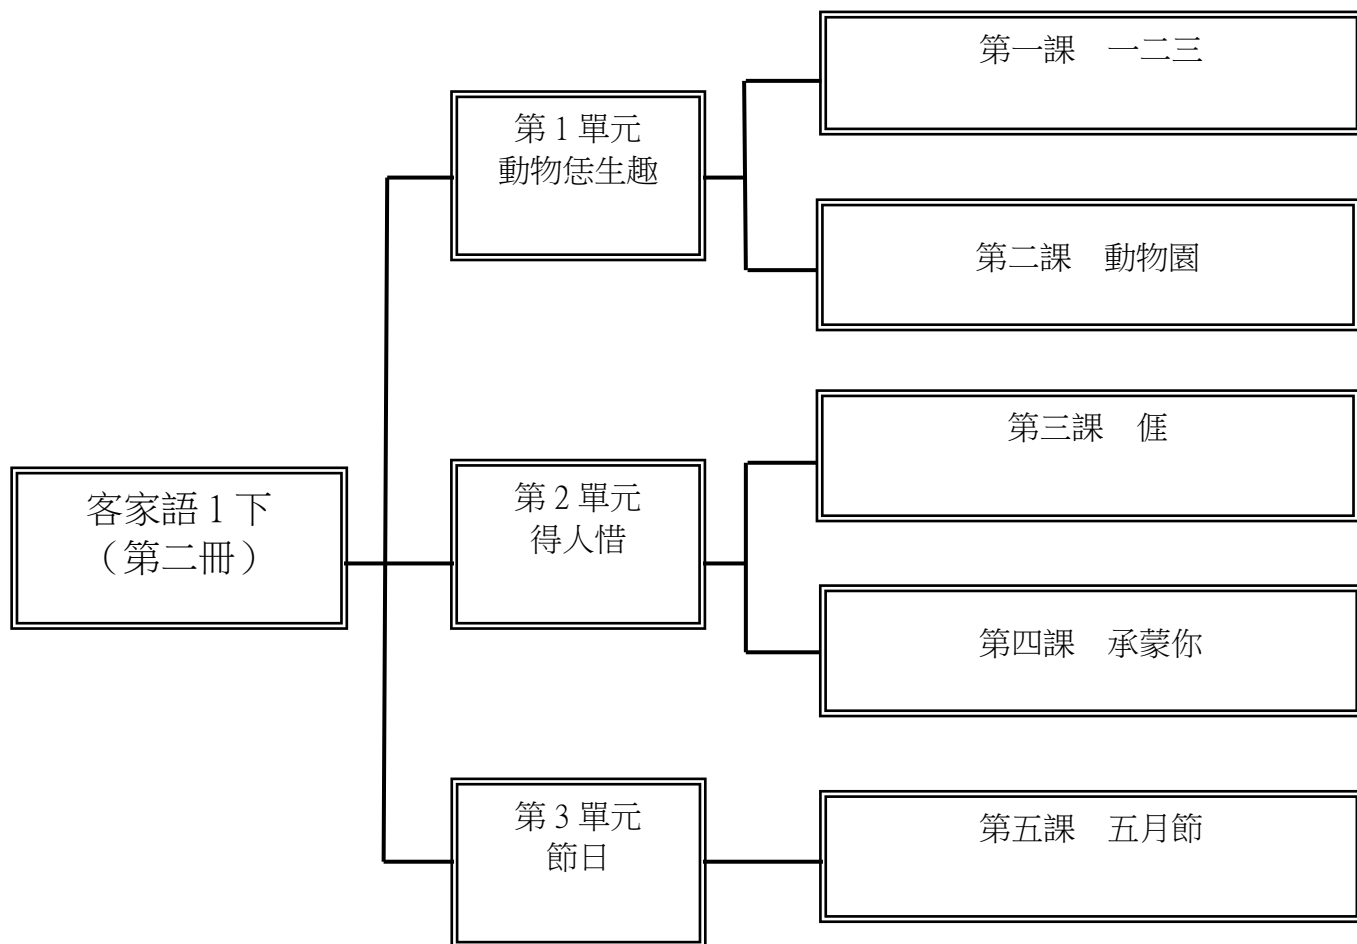 客家語 1 下
（第二冊）
第 1 單元
動物恁生趣
第一課　一二三
第二課　動物園
第 2 單元
得人惜
第三課　𠊎
第四課　承蒙你
第 3 單元
節日
第五課　五月節